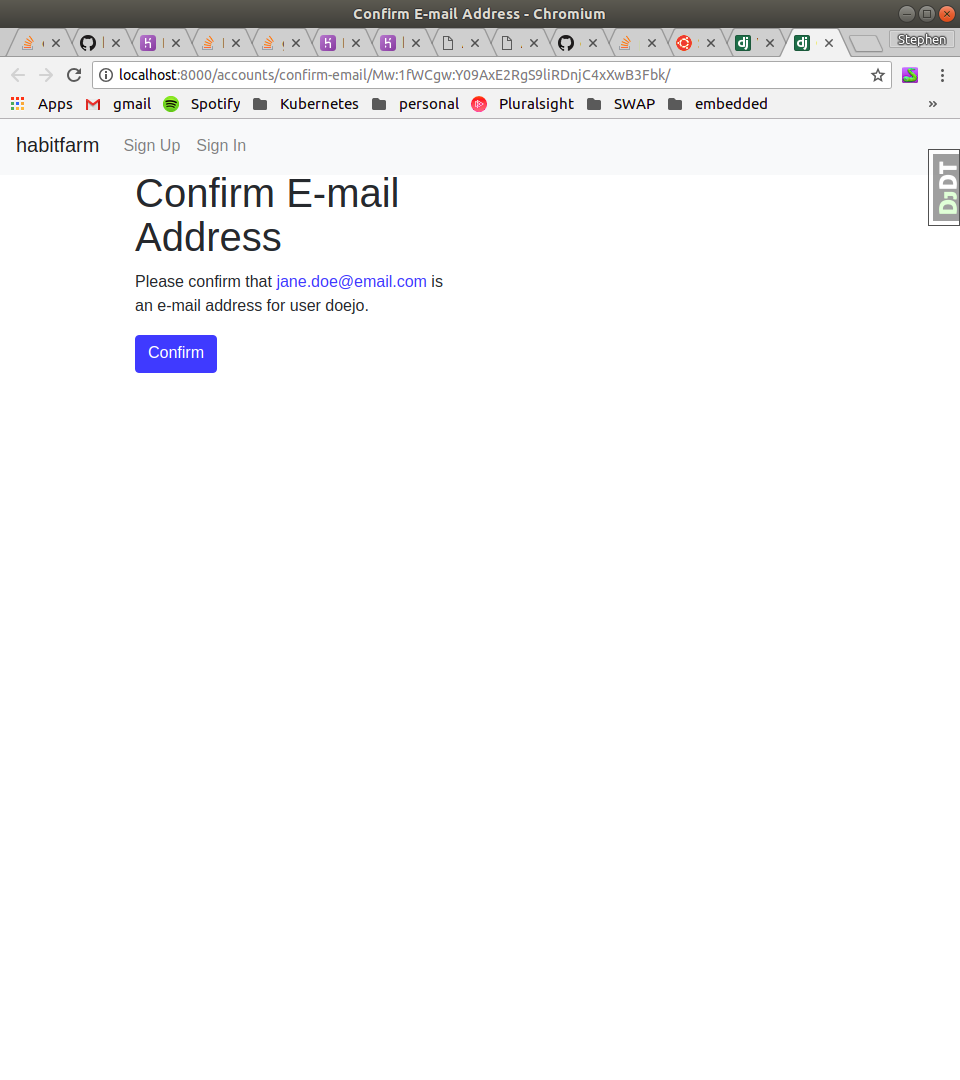 Confirm E-mail Address - Chromium
Stephen
localhost:8000/accounts/confirm-email/Mw:1fWCgw:Y09AxE2RgS9liRDnjC4xXwB3Fbk/
Apps gmail Spotify Kubernetes personal Pluralsight SWAP embedded »
habitfarm Sign Up Sign In
DJDT
Confirm E-mail
Address
Please confirm that jane.doe@email.com is
an e-mail address for user doejo.
Confirm